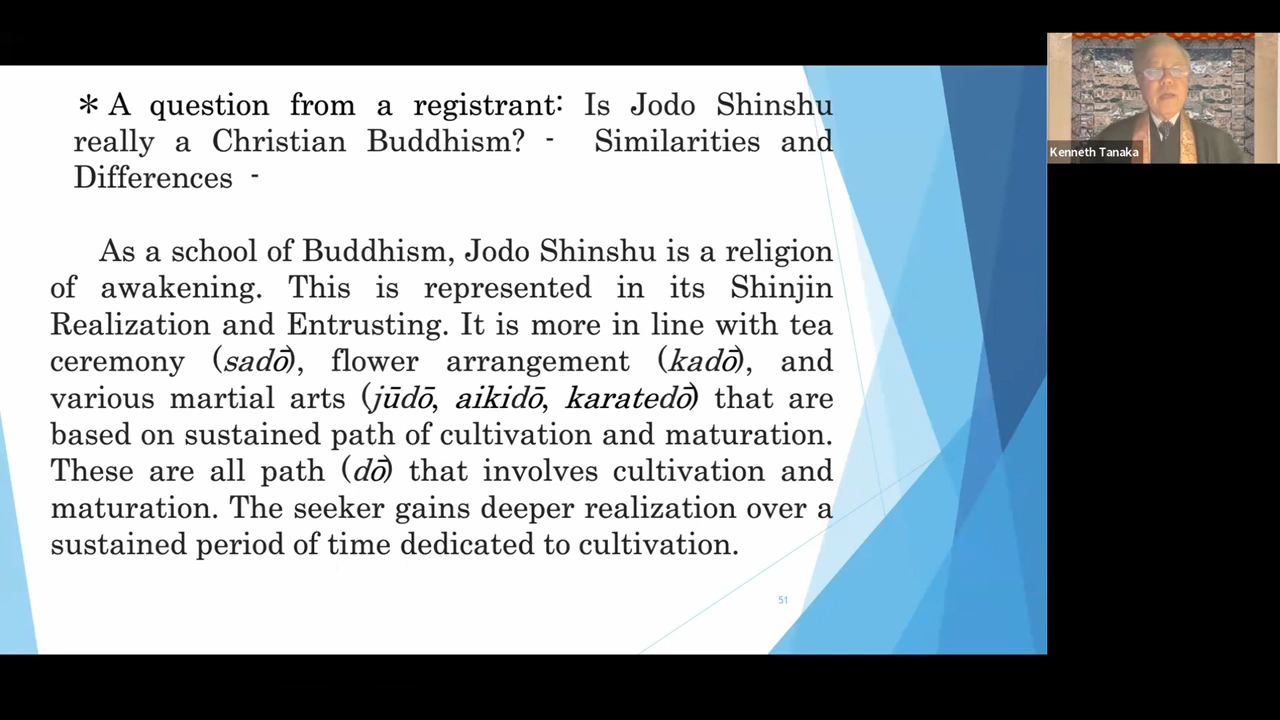 ＊A question from a registrant: Is Jodo Shinshu
really a Christian Buddhism? - Similarities and
Differences -
As a school of Buddhism, Jodo Shinshu is a religion
of awakening. This is represented in its Shinjin
Realization and Entrusting. It is more in line with tea
ceremony (sadō), flower arrangement (kadō), and
various martial arts (jūdō, aikidō, karatedō) that are
based on sustained path of cultivation and maturation.
These are all path (dō) that involves cultivation and
maturation. The seeker gains deeper realization over a
sustained period of time dedicated to cultivation.
51
Kenneth Tanaka